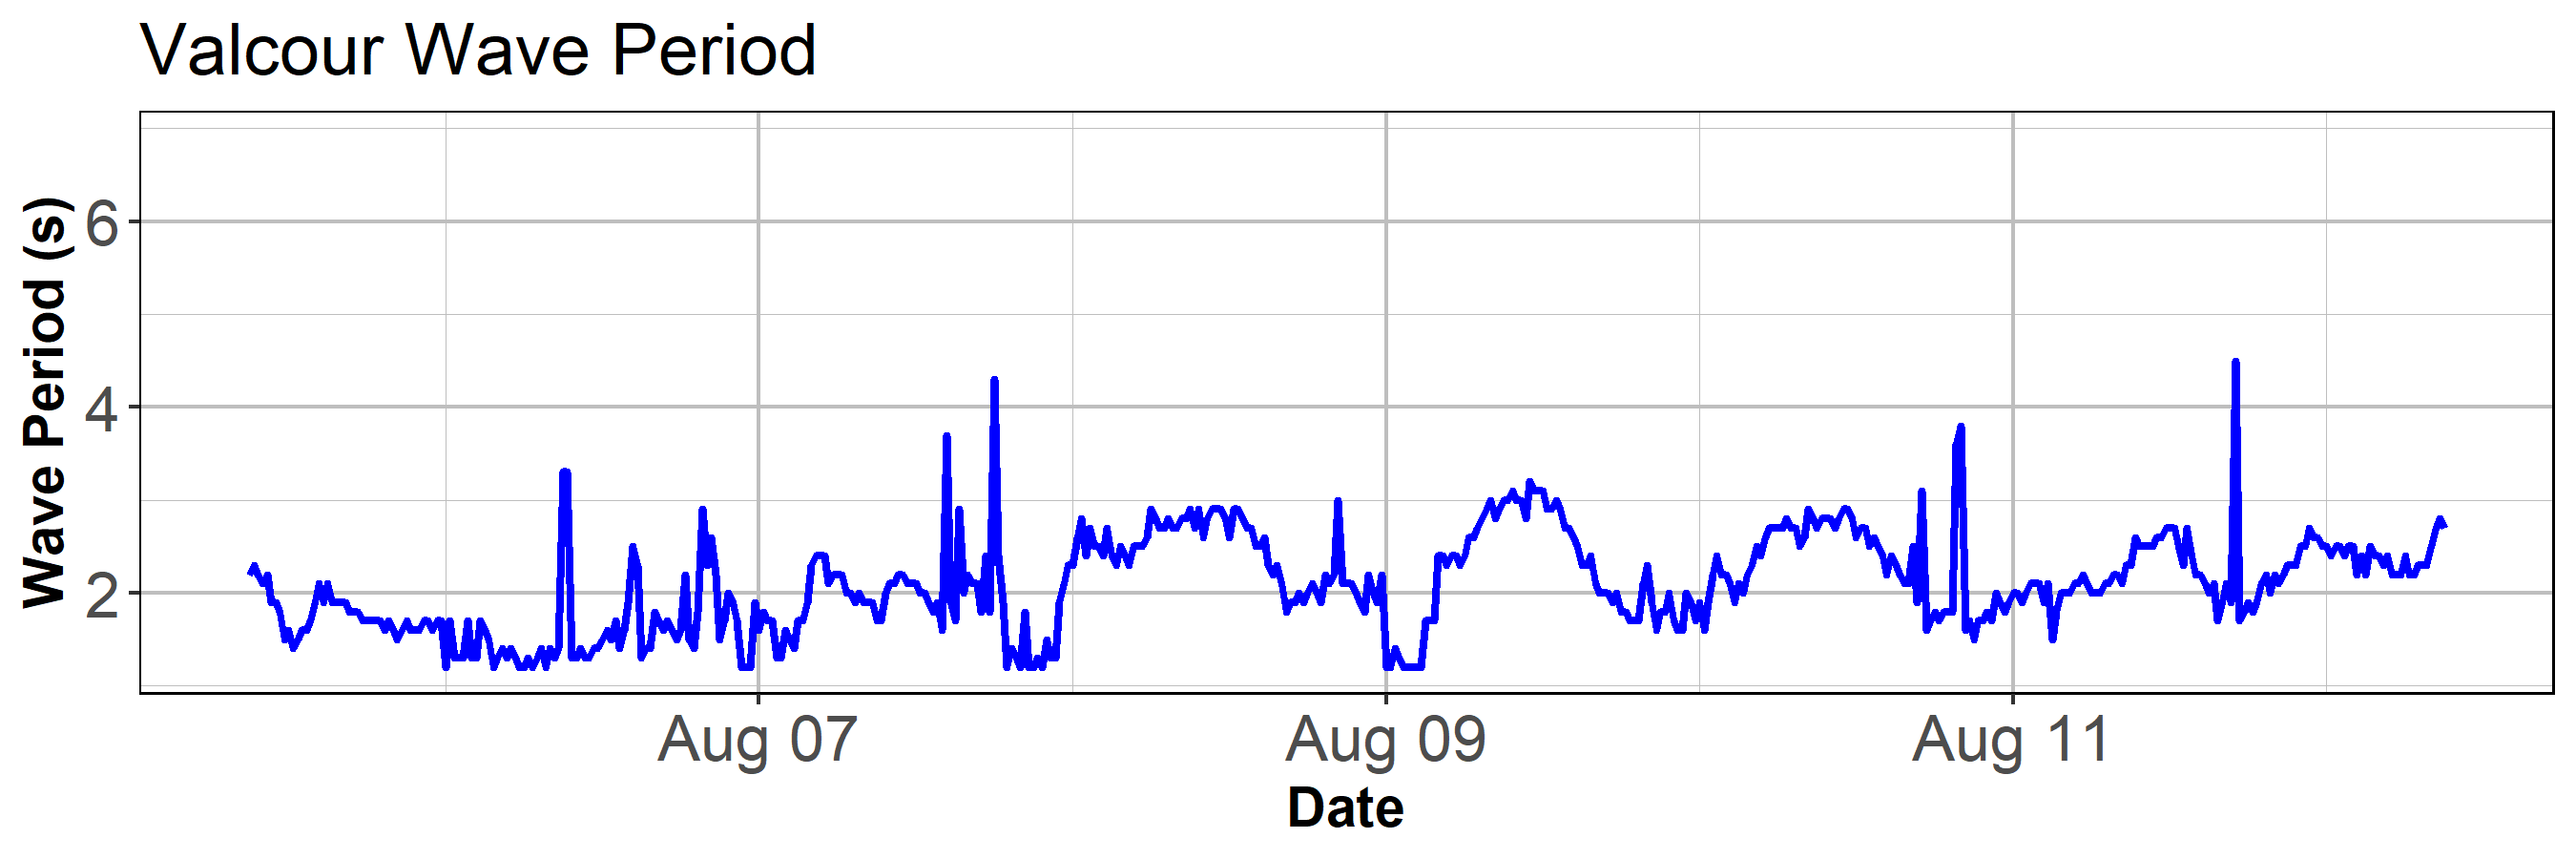 Valcour Wave Period
Wave Period (s)
6
4
2
Aug 07 Aug 09 Aug 11
Date